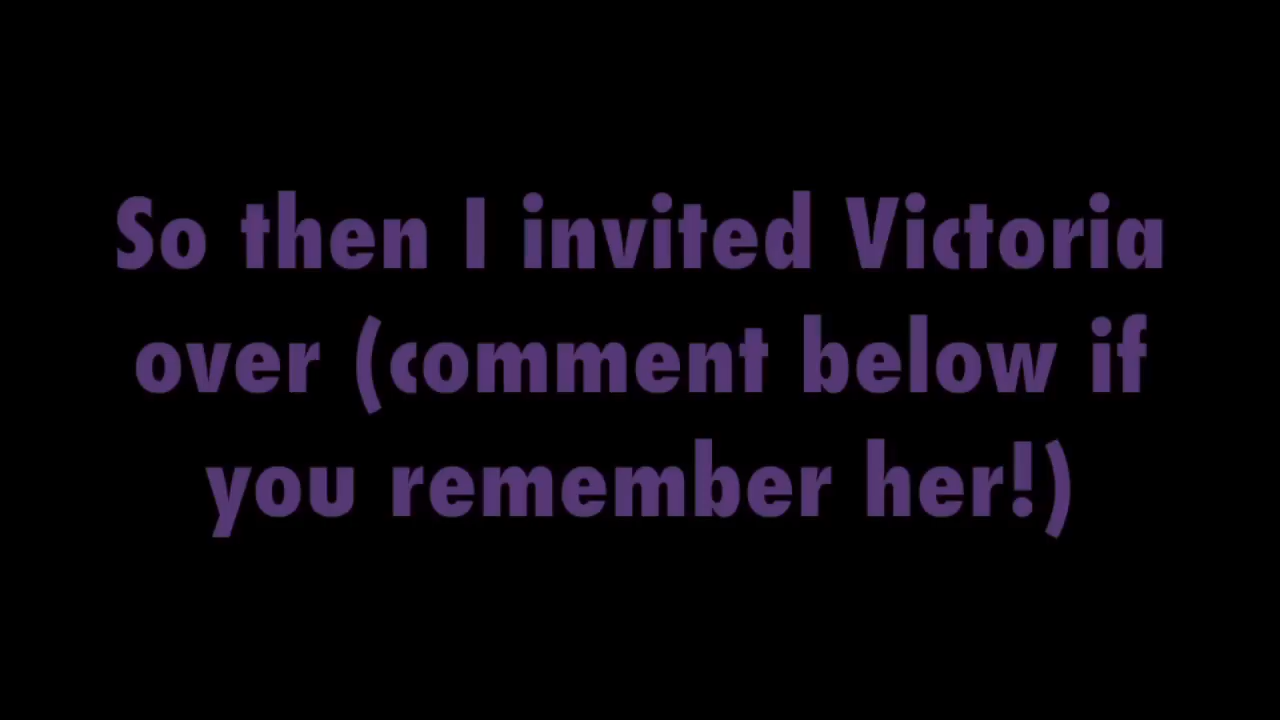 So then I invited Victoria
over (comment below if
you remember her!)